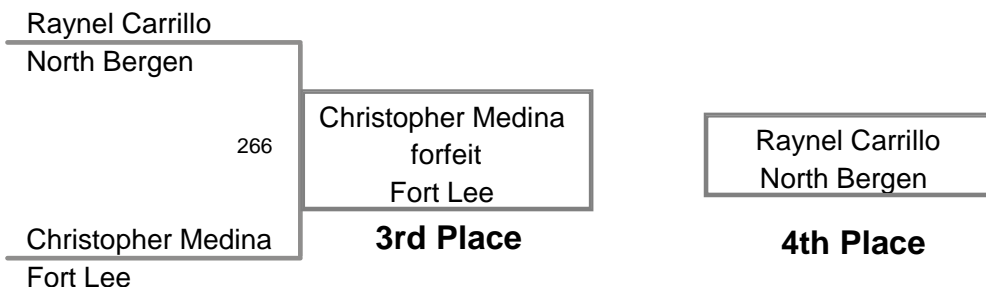 Raynel Carrillo
North Bergen
266
Christopher Medina
Fort Lee
Christopher Medina
forfeit
Fort Lee
3rd Place
Raynel Carrillo
North Bergen
4th Place